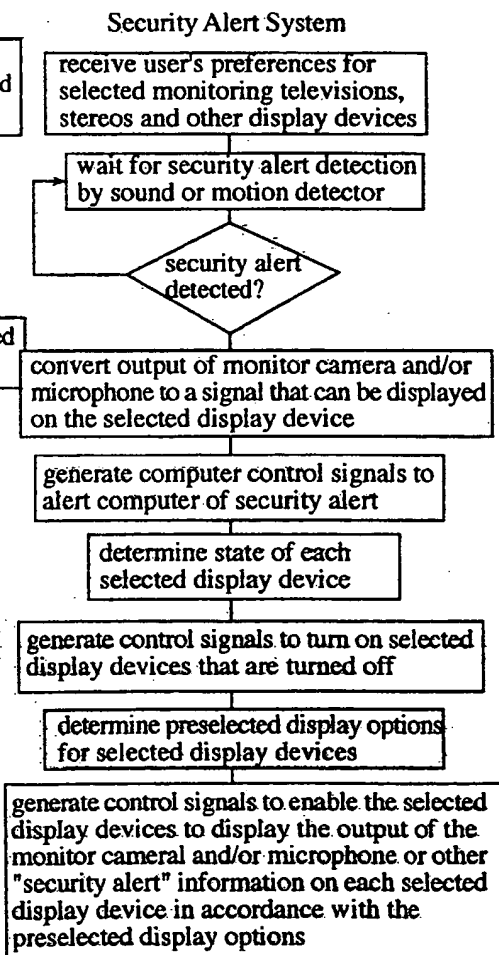 Security Alert System
d
receive user's preferences for
selected monitoring televisions,
stereos and other display devices
wait for security alert detection
by sound or motion detector
security alert
detected?
ed
convert output of monitor camera and/or
microphone to a signal that can be displayed
on the selected display device
generate computer control signals to
alert computer of security alert
determine state of each
selected display device
generate control signals to turn on selected
display devices that are turned off
determine preselected display options
for selected display devices
generate control signals to enable the selected
display devices to display the output of the
monitor cameral and/or microphone or other
"security alert" information on each selected
display device in accordance with the
preselected display options